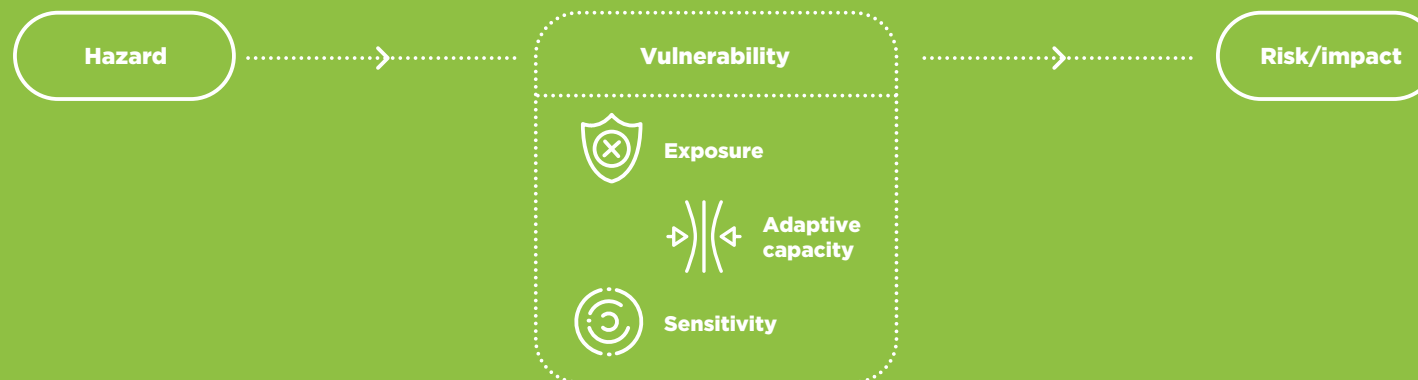 Hazard
Vulnerability
Risk/impact
Exposure
Adaptive
capacity
Sensitivity